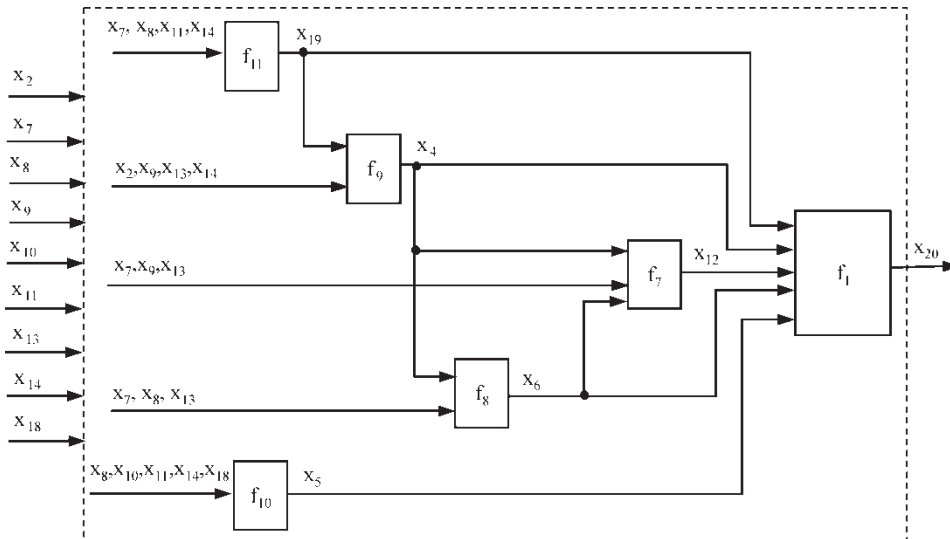 x7, x8,x11,x14
f11
x19
x2
x7
x8
x9
x10
x11
x13
x14
x18
x2,x9,x13,x14
f9
x4
x7,x9,x13
f7
x12
f1
x20
x7, x8, x13
f8
x6
x8,x10,x11,x14,x18
f10
x5